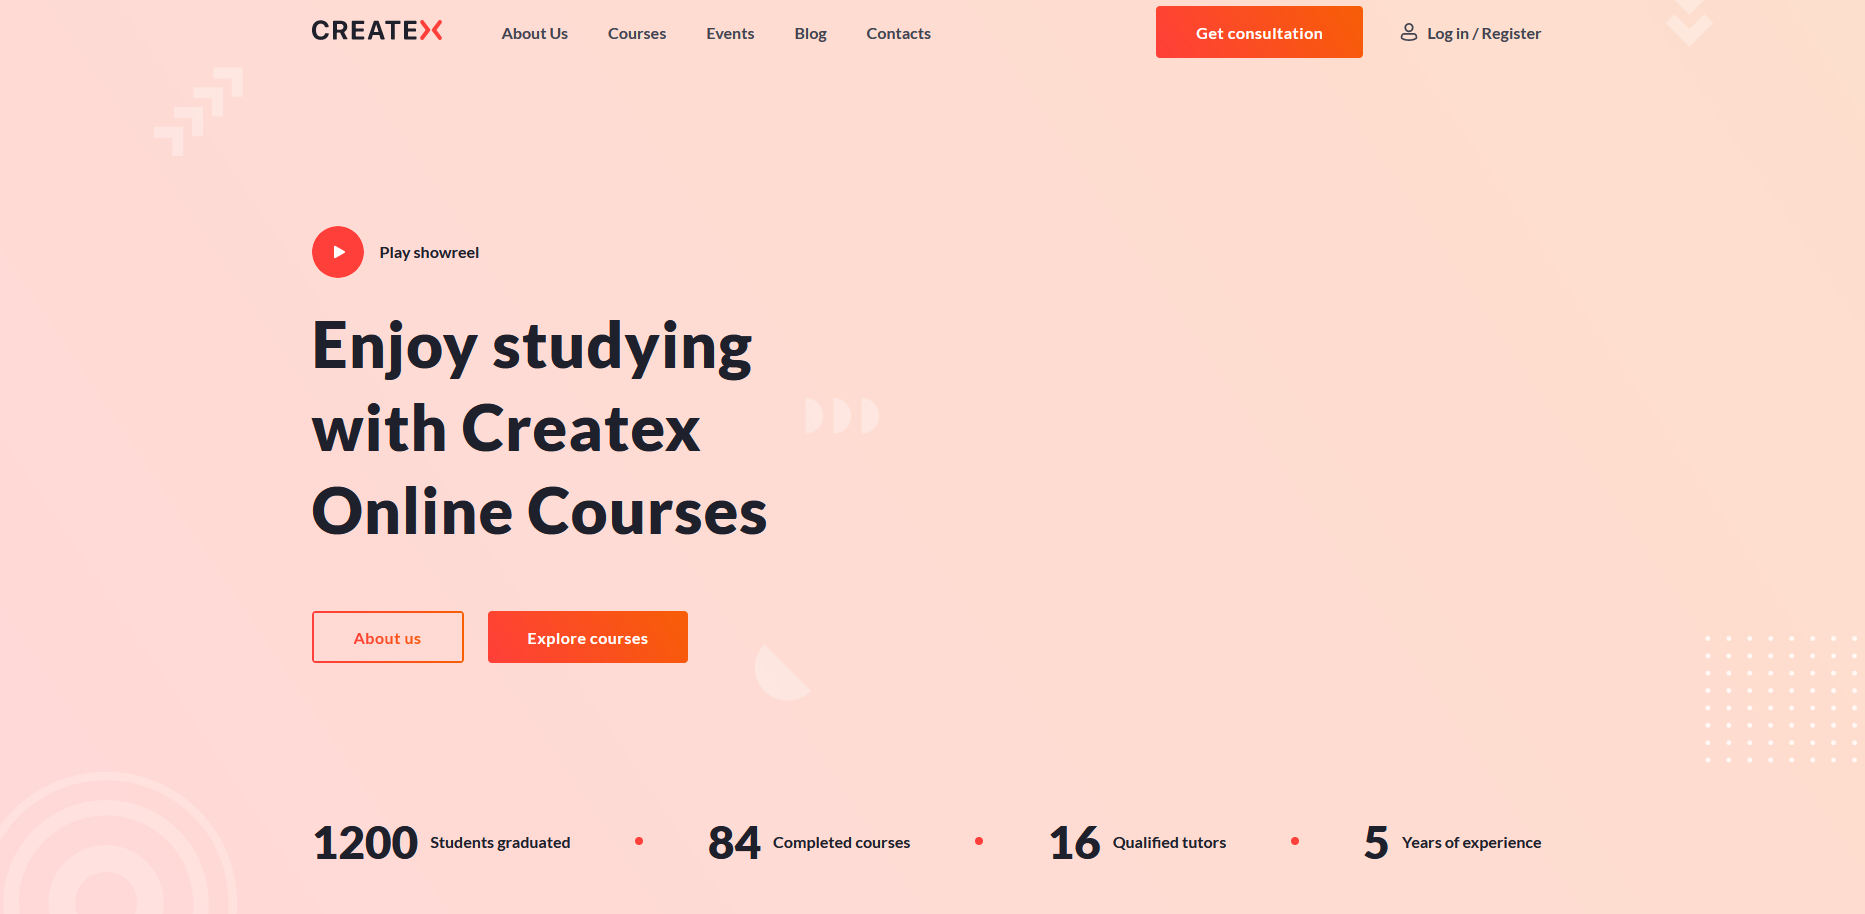 CREATEX About Us Courses Events Blog Contacts Get consultation Log in / Register
Play showreel
Enjoy studying
with Createx
Online Courses
About us Explore courses
1200 Students graduated 84 Completed courses 16 Qualified tutors 5 Years of experience